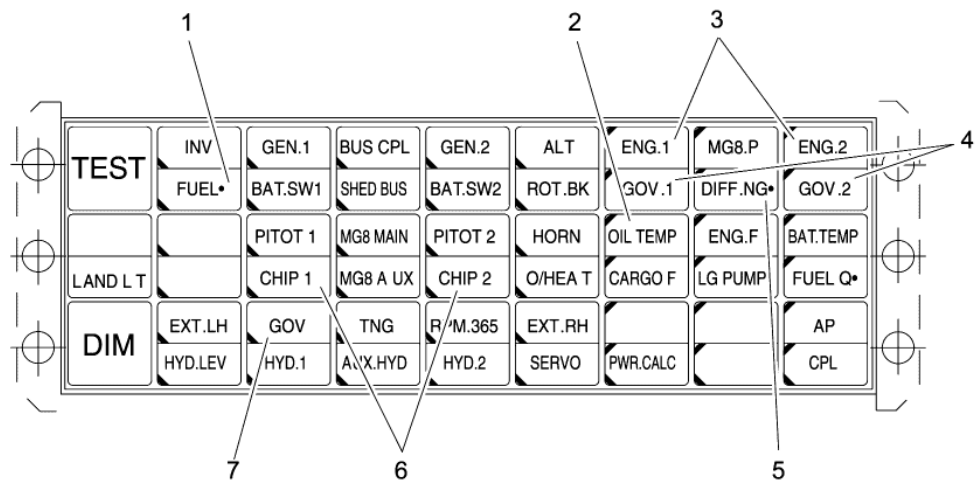 1 2 3
INV GEN.1 BUS CPL GEN.2 ALT ENG.1 MG8.P ENG.2 4
TEST
FUEL• BAT.SW1 SHED BUS BAT.SW2 ROT.BK GOV.1 DIFF.NG• GOV.2
PITOT 1 MG8 MAIN PITOT 2 HORN OIL TEMP ENG.F BAT.TEMP
LAND L T CHIP 1 MG8 A UX CHIP 2 O/HEA T CARGO F LG PUMP FUEL Q•
EXT.LH GOV TNG RPM.365 EXT.RH AP
DIM
HYD.LEV HYD.1 AUX.HYD HYD.2 SERVO PWR.CALC CPL
7 6 5